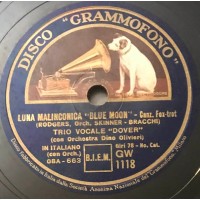 DISCO "GRAMMOFONO"
LUNA MALINCONICA "BLUE MOON" - Canz. Fox-trot
(RODGERS, Orch. SKINNER - BRACCHI)
TRIO VOCALE "DOVER"
(con Orchestra Dino Olivieri)
IN ITALIANO
(con Orch.)
OBA-663
B.I.E.M.
Giri 78 - No. Cat.
GW
1118